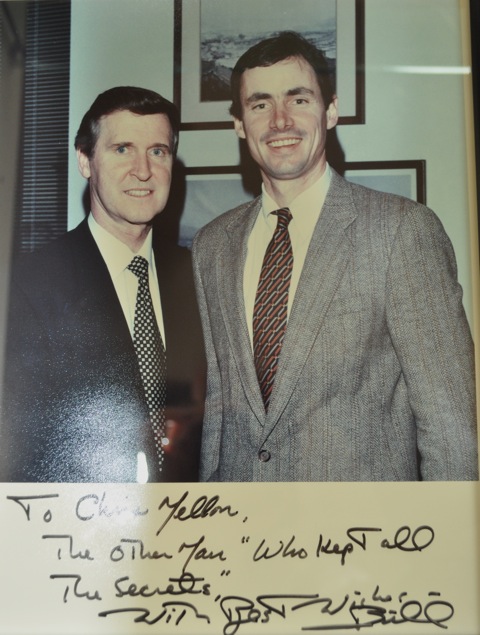 To Chris Mellon,
The other Man "Who Kept all
The Secrets,"
With Best Wishes
Bill